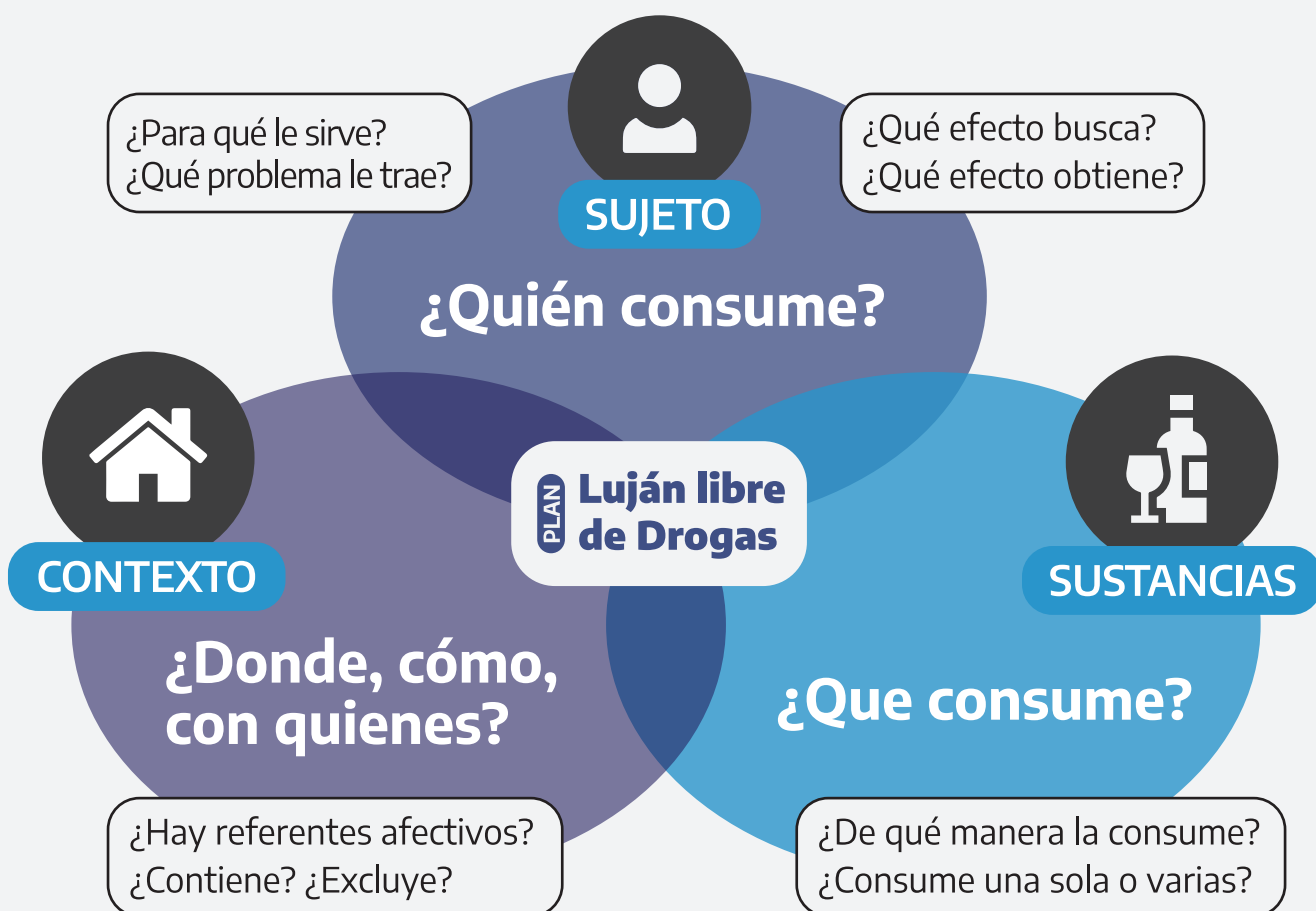 ¿Para qué le sirve?
¿Qué problema le trae?
¿Qué efecto busca?
¿Qué efecto obtiene?
SUJETO
¿Quién consume?
CONTEXTO
¿Donde, cómo,
con quienes?
PLAN
Luján libre
de Drogas
SUSTANCIAS
¿Que consume?
¿Hay referentes afectivos?
¿Contiene? ¿Excluye?
¿De qué manera la consume?
¿Consume una sola o varias?